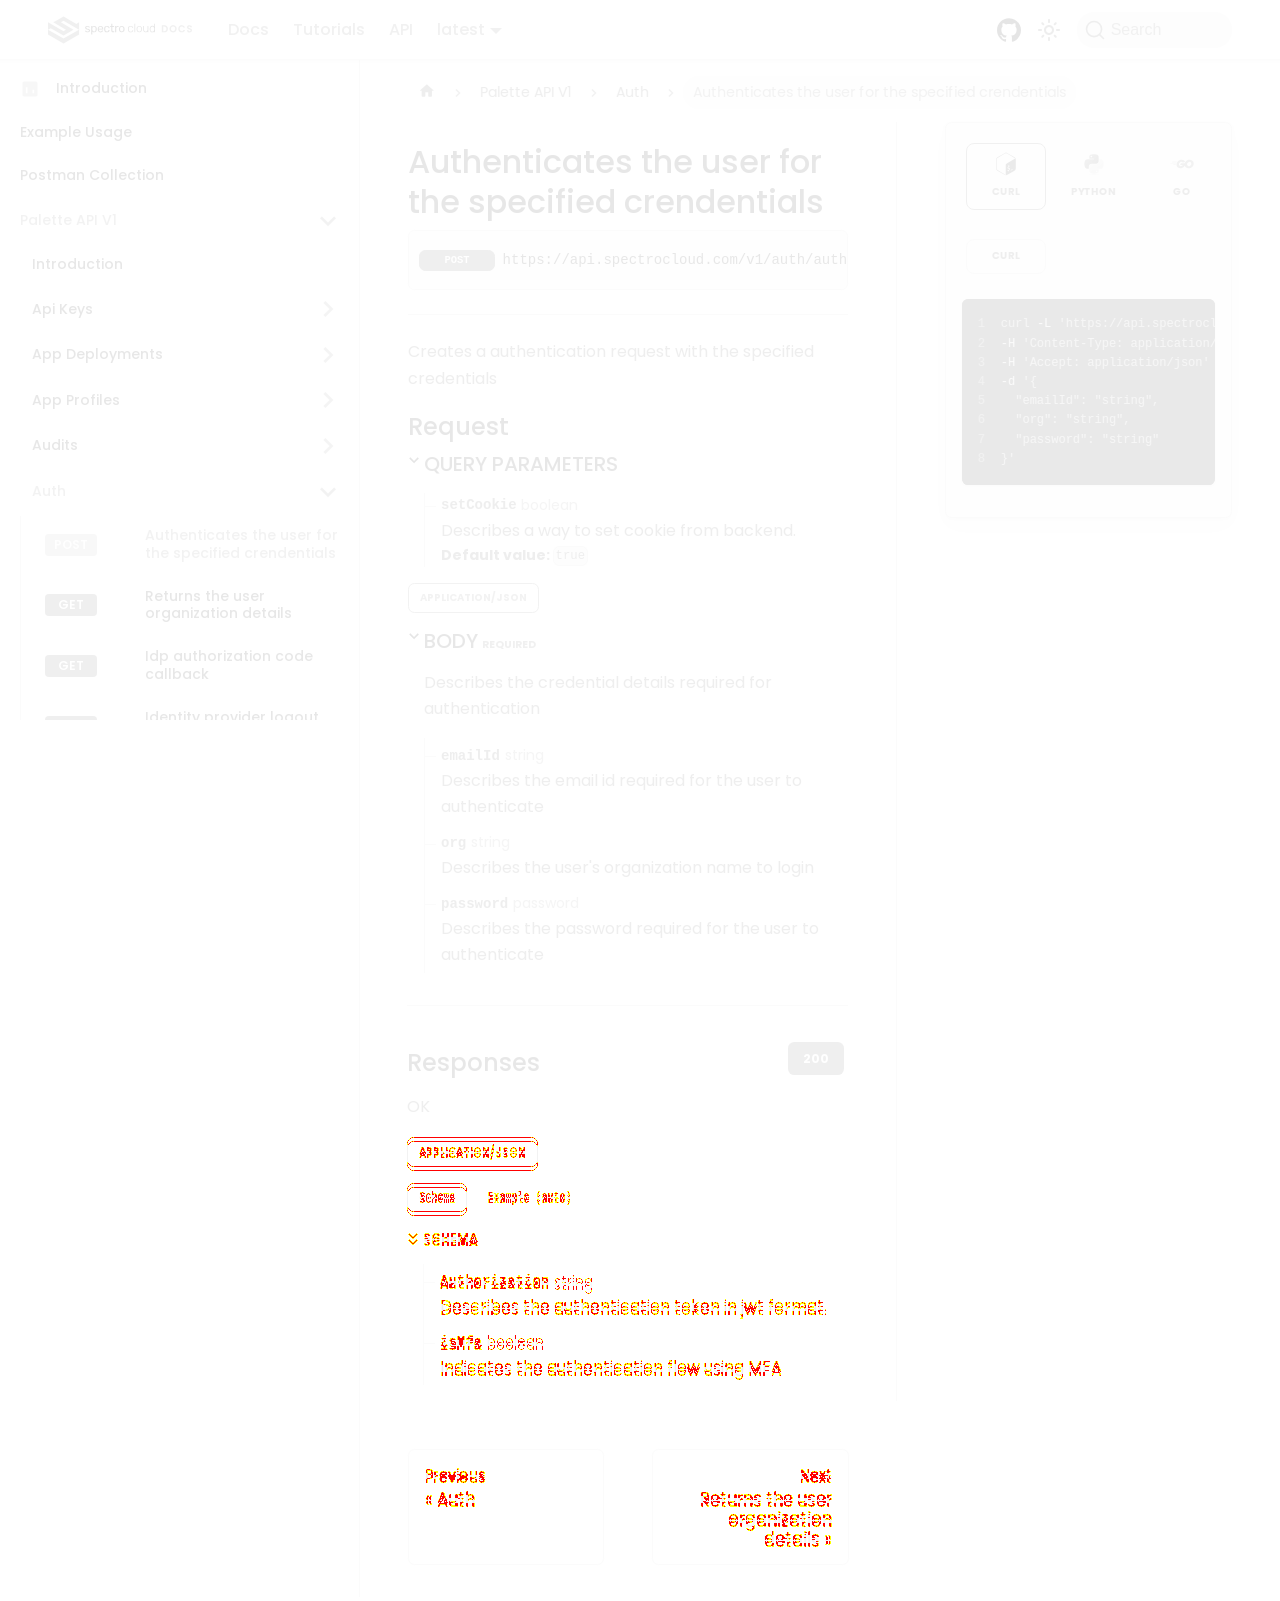 spectro cloud DOCS
Docs
Tutorials
API
latest
Search
Introduction
Example Usage
Postman Collection
Palette API V1
Introduction
Api Keys
App Deployments
App Profiles
Audits
Auth
POST
Authenticates the user for
the specified crendentials
GET
Returns the user
organization details
GET
Idp authorization code
callback
Identity provider logout
Palette API V1
Auth
Authenticates the user for the specified crendentials
Authenticates the user for
the specified crendentials
POST
https://api.spectrocloud.com/v1/auth/auth
Creates a authentication request with the specified
credentials
Request
QUERY PARAMETERS
setCookie boolean
Describes a way to set cookie from backend.
Default value: true
APPLICATION/JSON
BODY REQUIRED
Describes the credential details required for
authentication
emailId string
Describes the email id required for the user to
authenticate
org string
Describes the user's organization name to login
password password
Describes the password required for the user to
authenticate
Responses
200
OK
APPLICATION/JSON
Schema
Example (auto)
SCHEMA
Authorization string
Describes the authentication token in jwt format.
isMfa boolean
Indicates the authentication flow using MFA
Previous
« Auth
Next
Returns the user
organization
details »
CURL
PYTHON
GO
GO
CURL
1 curl -L 'https://api.spectrocl
2 -H 'Content-Type: application/
3 -H 'Accept: application/json'
4 -d '{
5 "emailId": "string",
6 "org": "string",
7 "password": "string"
8 }'